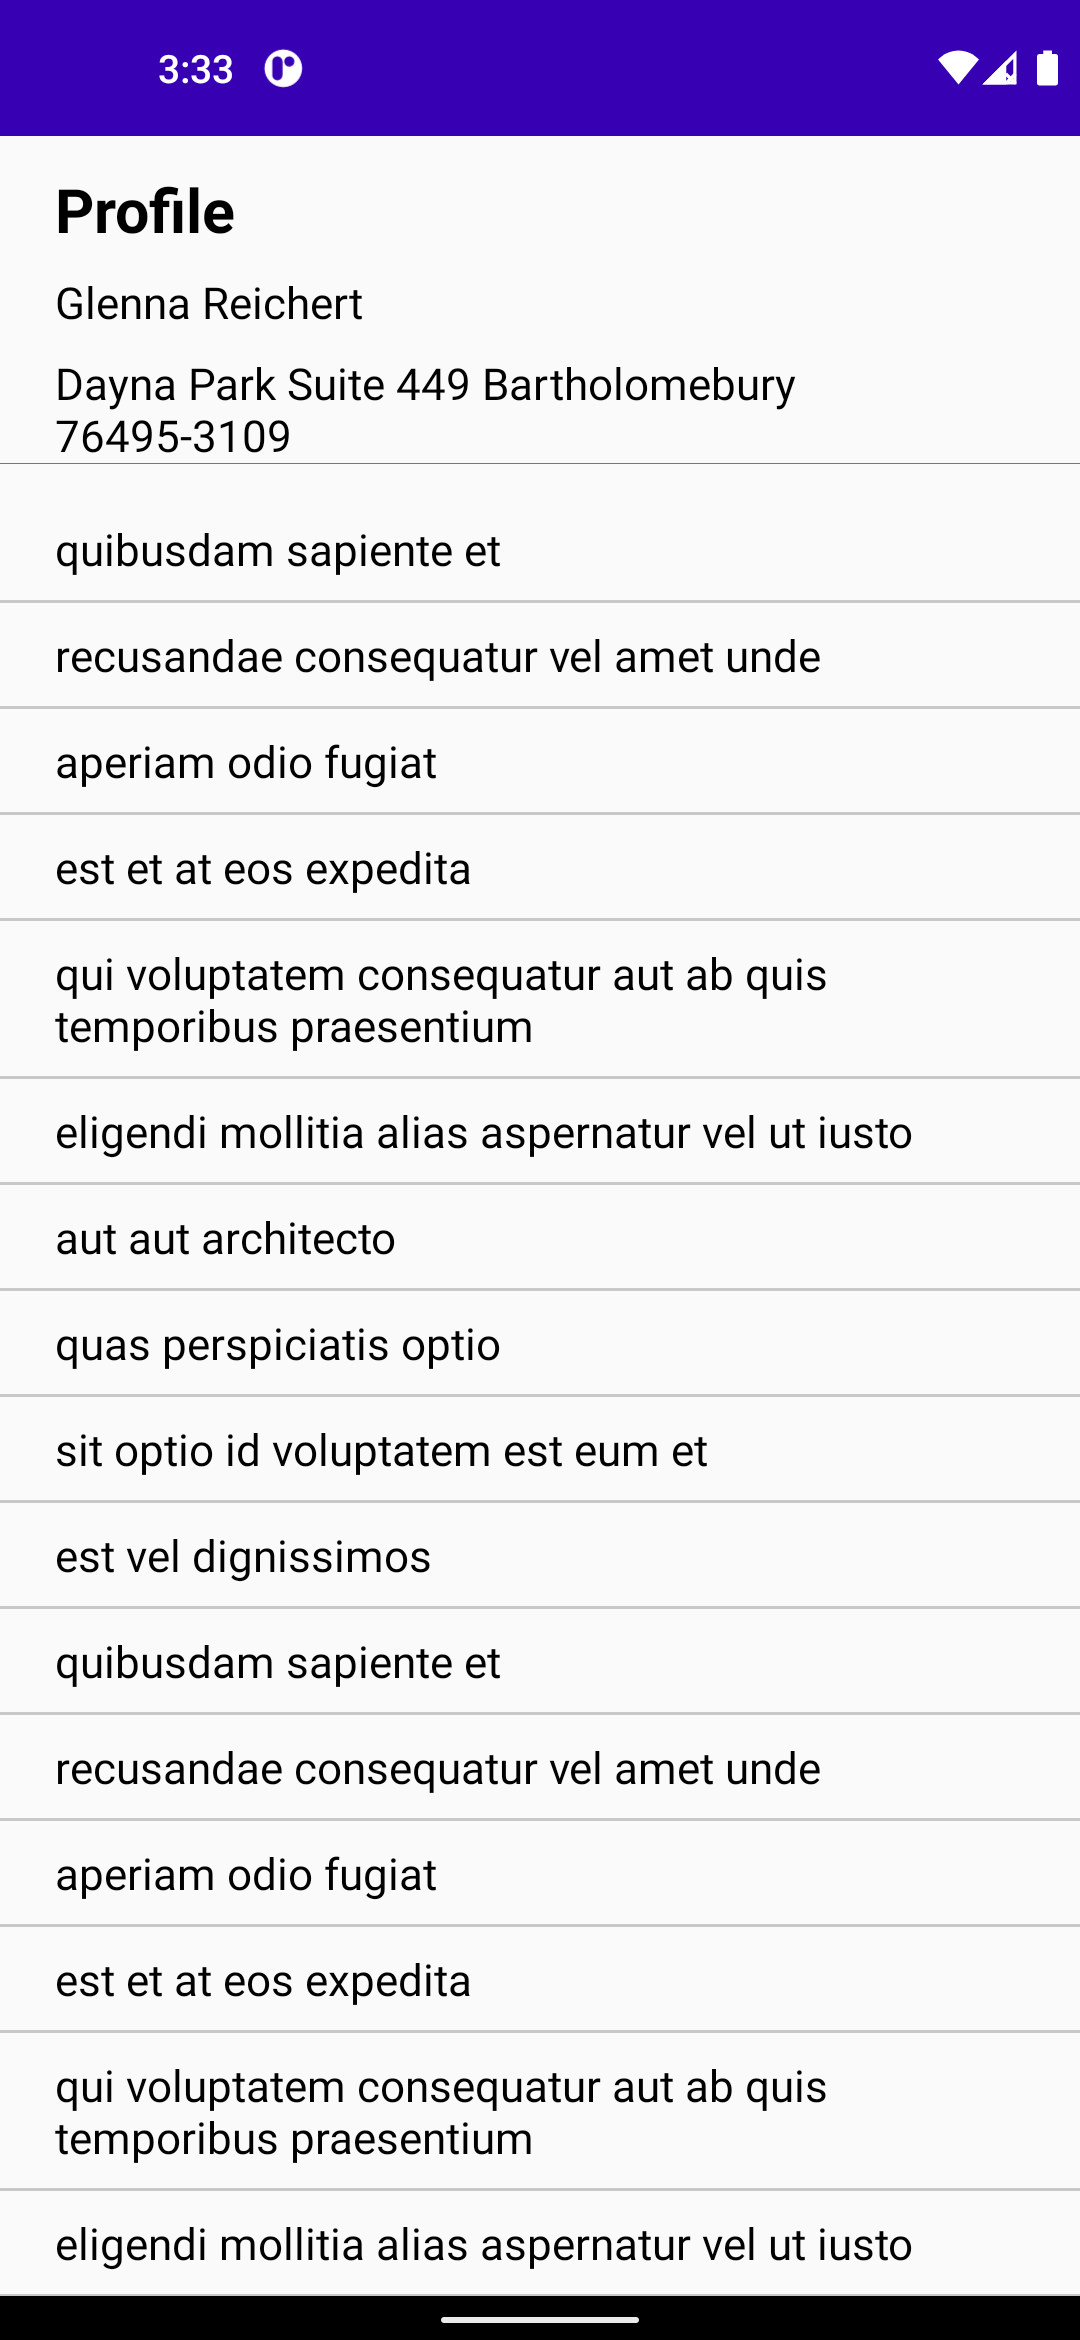 3:33
Profile
Glenna Reichert
Dayna Park Suite 449 Bartholomebury
76495-3109
quibusdam sapiente et
recusandae consequatur vel amet unde
aperiam odio fugiat
est et at eos expedita
qui voluptatem consequatur aut ab quis
temporibus praesentium
eligendi mollitia alias aspernatur vel ut iusto
aut aut architecto
quas perspiciatis optio
sit optio id voluptatem est eum et
est vel dignissimos
quibusdam sapiente et
recusandae consequatur vel amet unde
aperiam odio fugiat
est et at eos expedita
qui voluptatem consequatur aut ab quis
temporibus praesentium
eligendi mollitia alias aspernatur vel ut iusto